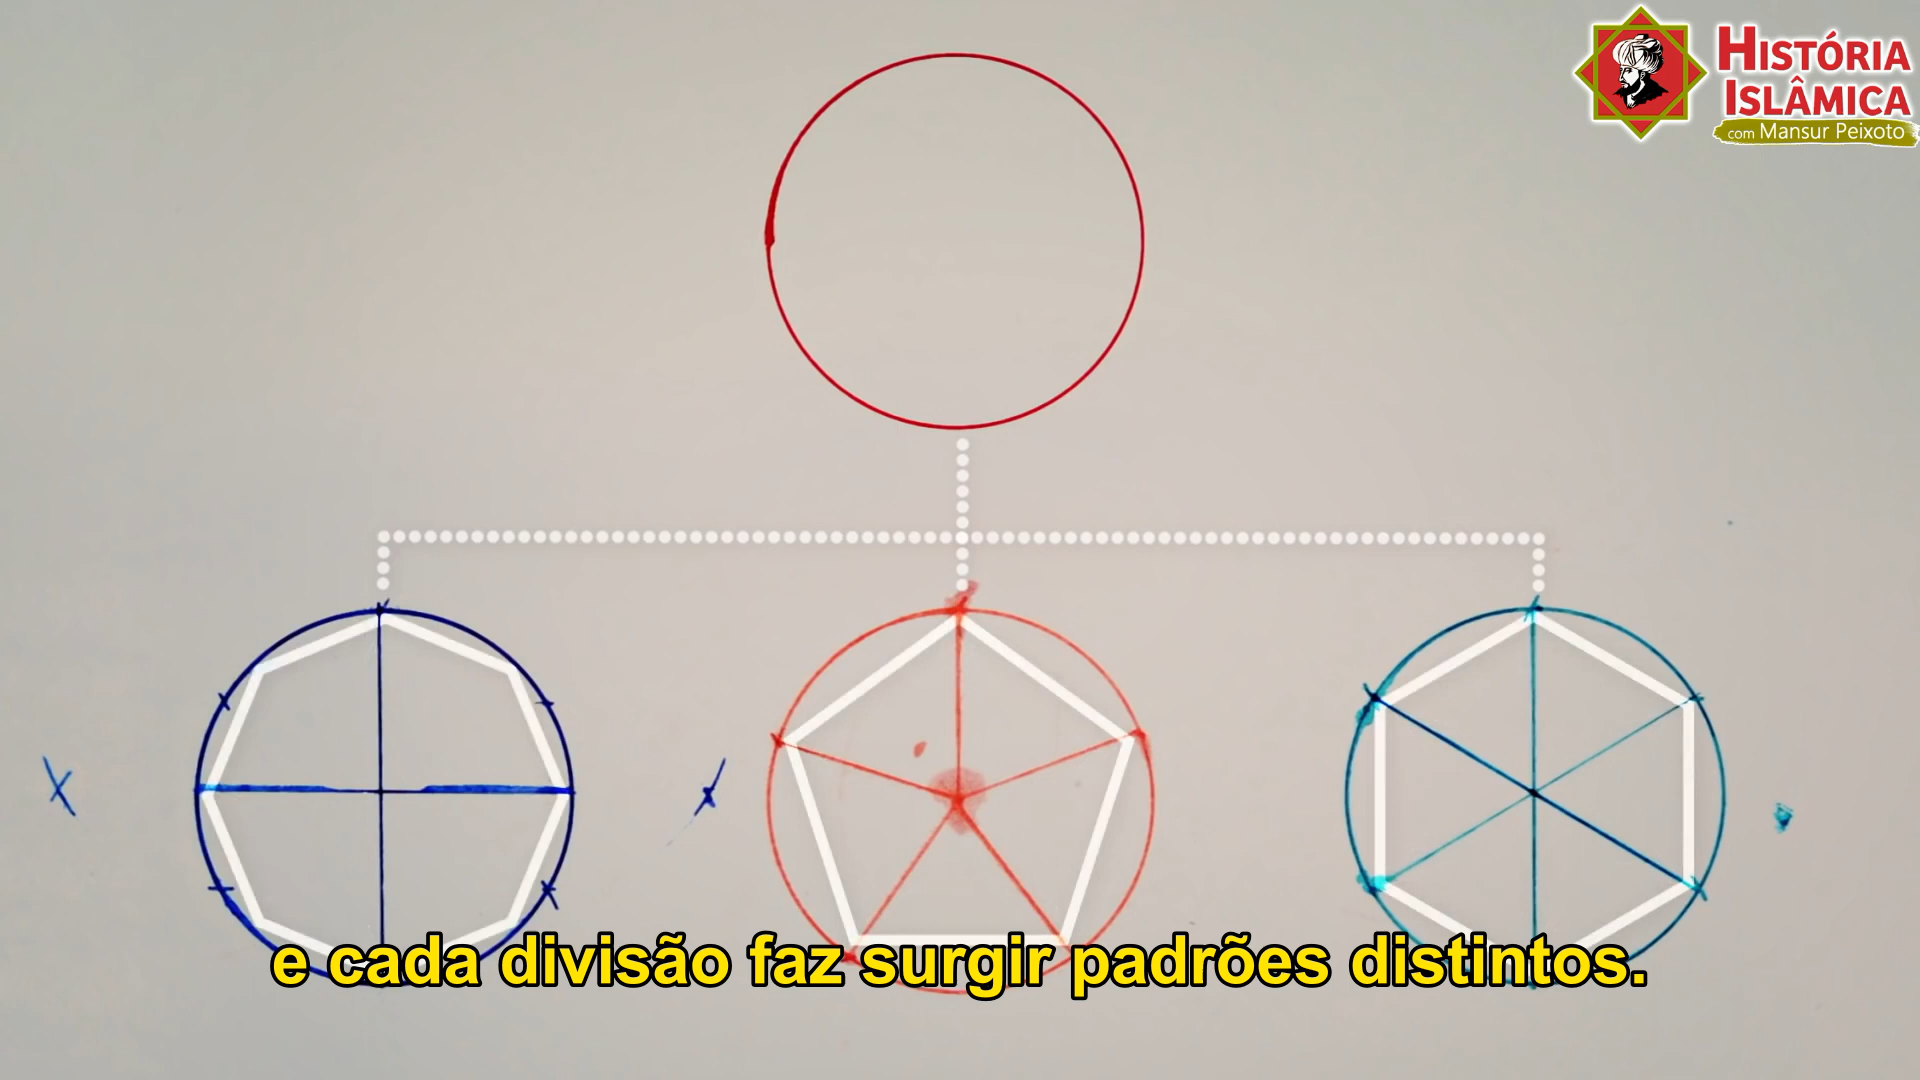 HISTÓRIA
ISLÂMICA
com Mansur Peixoto
e cada divisão faz surgir padrões distintos.